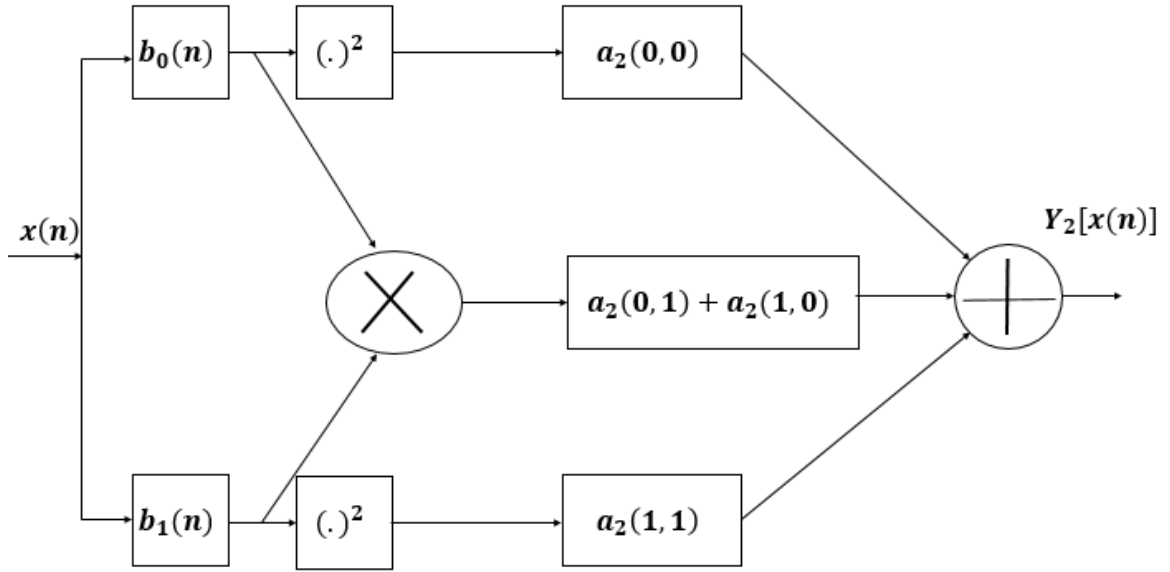 b₀(n)
(.)²
a₂(0, 0)
x(n)
a₂(0, 1) + a₂(1, 0)
Y₂[x(n)]
b₁(n)
(.)²
a₂(1, 1)